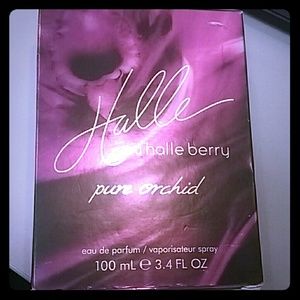 Halle
halle berry
pure orchid
eau de parfum / vaporisateur spray
100 mL e 3.4 FL OZ